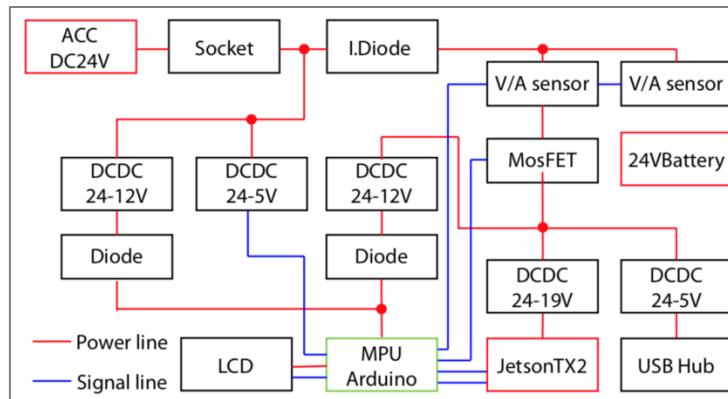 ACC
DC24V
Socket
I.Diode
V/A sensor
V/A sensor
DCDC
24-12V
DCDC
24-5V
DCDC
24-12V
MosFET
24VBattery
Diode
Diode
DCDC
24-19V
DCDC
24-5V
Power line
Signal line
LCD
MPU
Arduino
JetsonTX2
USB Hub